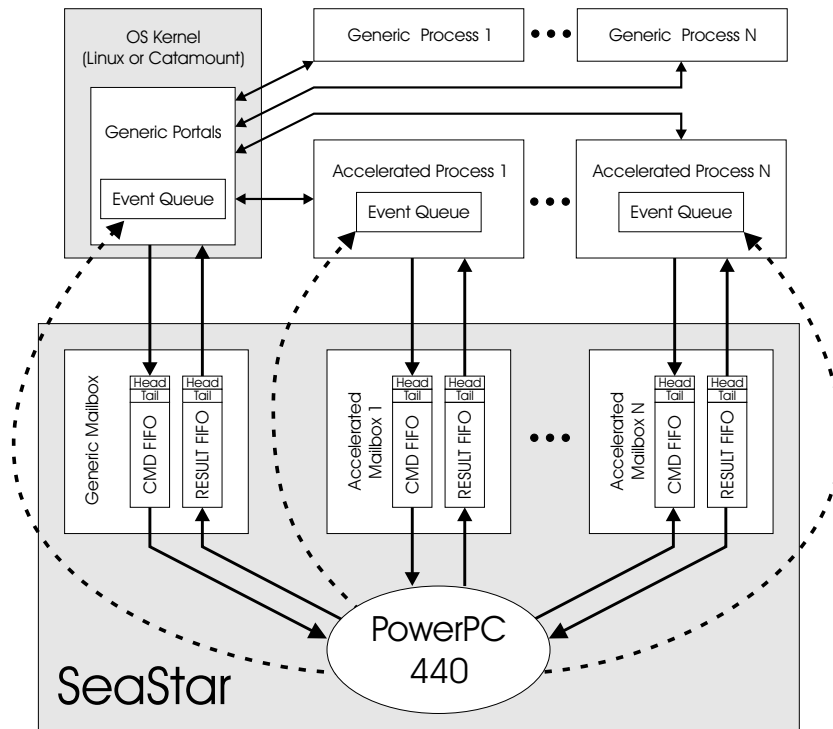 OS Kernel
(Linux or Catamount)
Generic Process 1
Generic Process N
Generic Portals
Event Queue
Accelerated Process 1
Event Queue
Accelerated Process N
Event Queue
Generic Mailbox
Head
Tail
CMD FIFO
Head
Tail
RESULT FIFO
Accelerated
Mailbox 1
Head
Tail
CMD FIFO
Head
Tail
RESULT FIFO
Accelerated
Mailbox N
Head
Tail
CMD FIFO
Head
Tail
RESULT FIFO
PowerPC
440
SeaStar